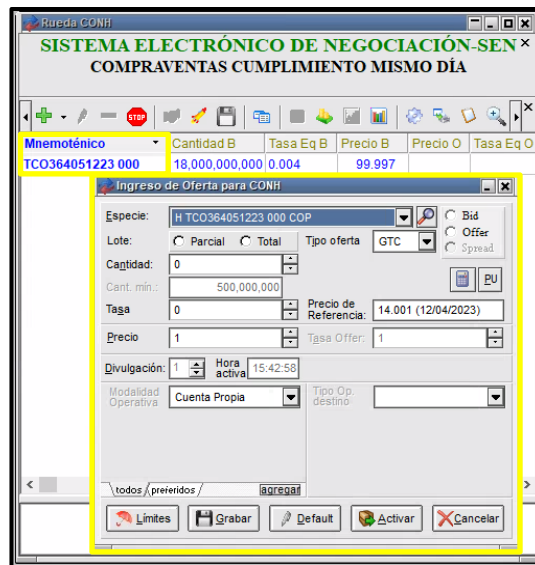 Rueda CONH
SISTEMA ELECTRÓNICO DE NEGOCIACIÓN-SEN
COMPRAVENTAS CUMPLIMIENTO MISMO DÍA
STOP
Mnemoténico Cantidad B Tasa Eq B Precio B Precio O Tasa Eq O
TCO364051223 000 18,000,000,000 0.004 99.997
Ingreso de Oferta para CONH
Especie: H TCO364051223 000 COP Bid
Offer
Spread
Lote: Parcial Total Tipo oferta GTC
Cantidad: 0
PU
Cant. mín.: 500,000,000
Tasa 0 Precio de Referencia: 14.001 (12/04/2023)
Precio 1 Tasa Offer: 1
Divulgación: 1 Hora activa 15:42:58
Modalidad Operativa Cuenta Propia Tipo Op. destino
todos preferidos agregar
Límites Grabar Default Activar Cancelar